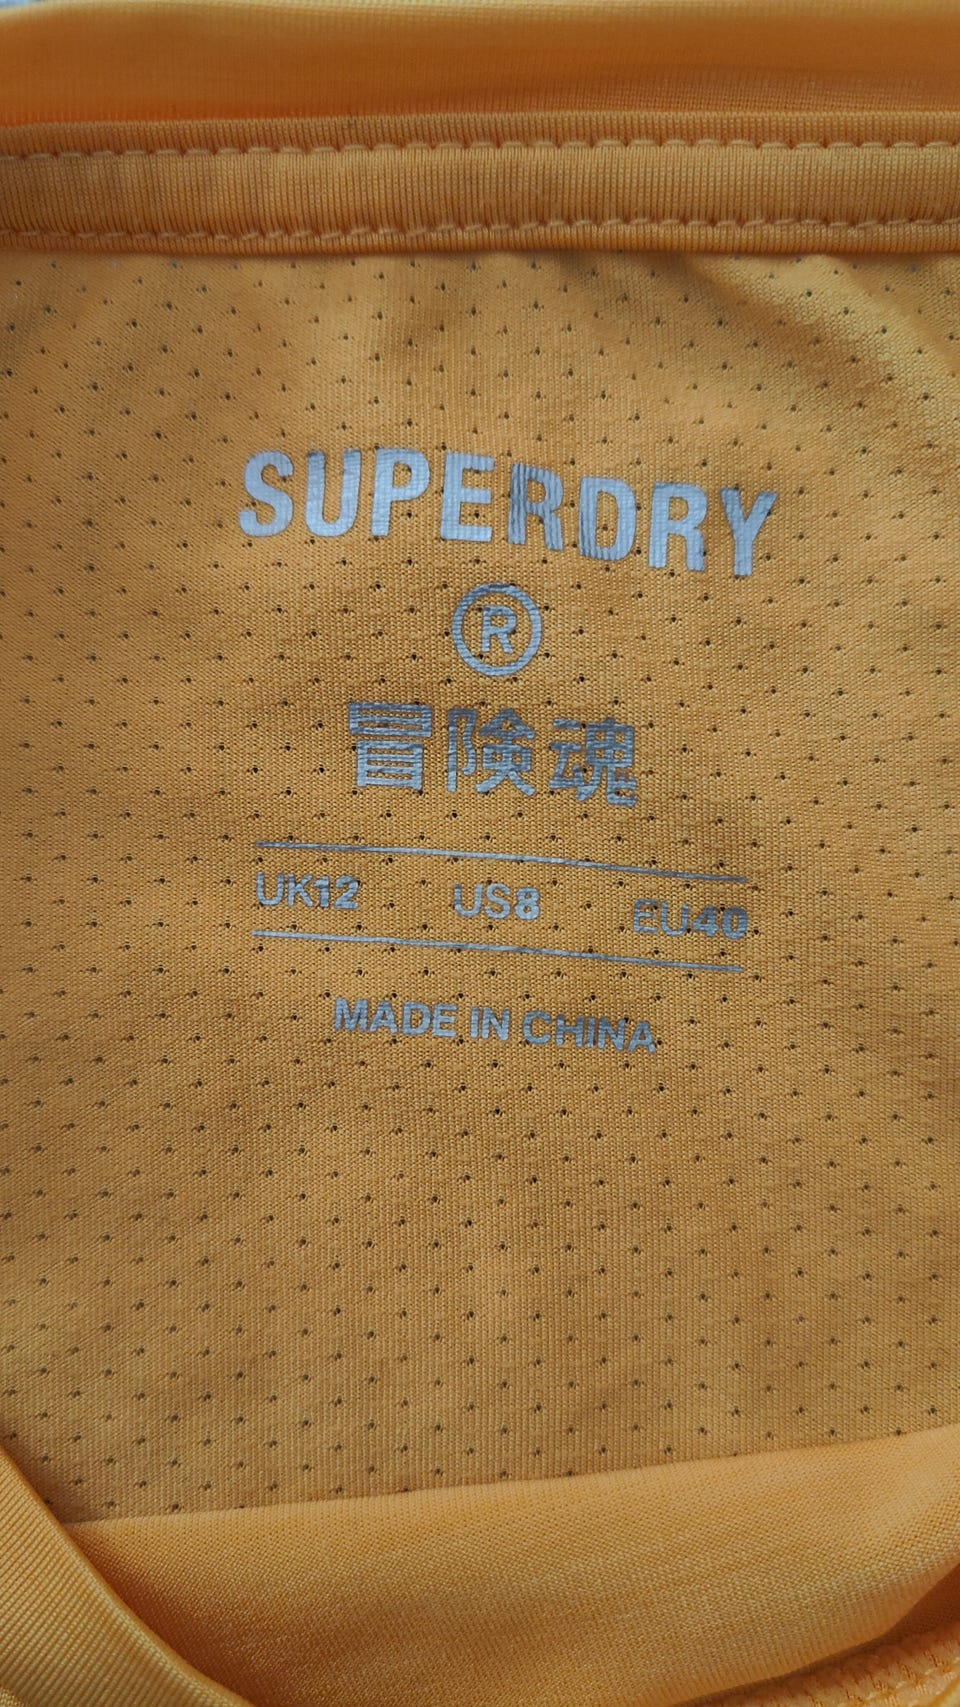 SUPERDRY
®
冒険魂
UK12 US8 EU40
MADE IN CHINA